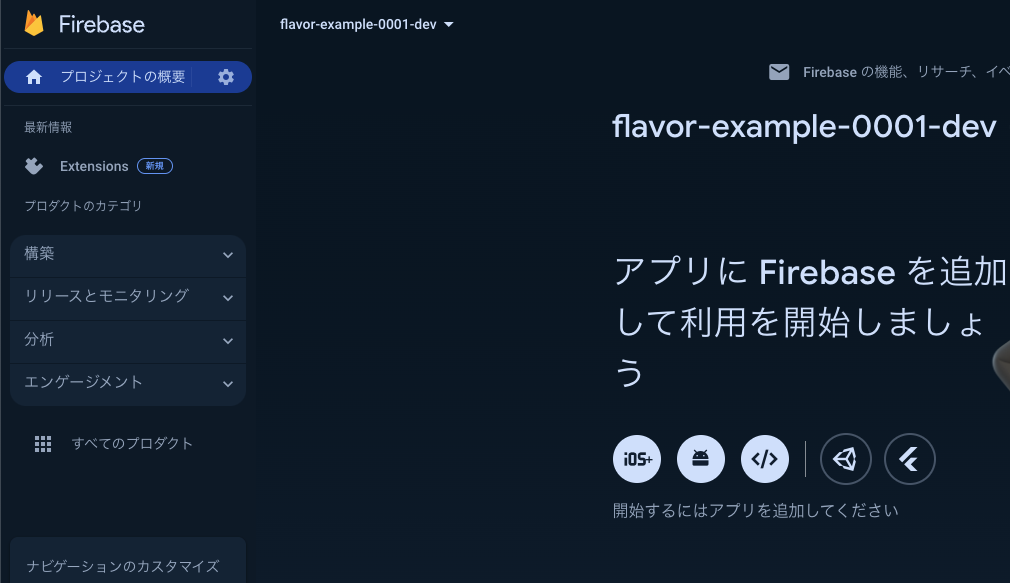 Firebase
flavor-example-0001-dev
プロジェクトの概要
Firebase の機能、リサーチ、イベ
最新情報
flavor-example-0001-dev
Extensions 新規
プロダクトのカテゴリ
構築
リリースとモニタリング
分析
エンゲージメント
すべてのプロダクト
ナビゲーションのカスタマイズ
アプリに Firebase を追加
して利用を開始しましょ
う
iOS+
開始するにはアプリを追加してください